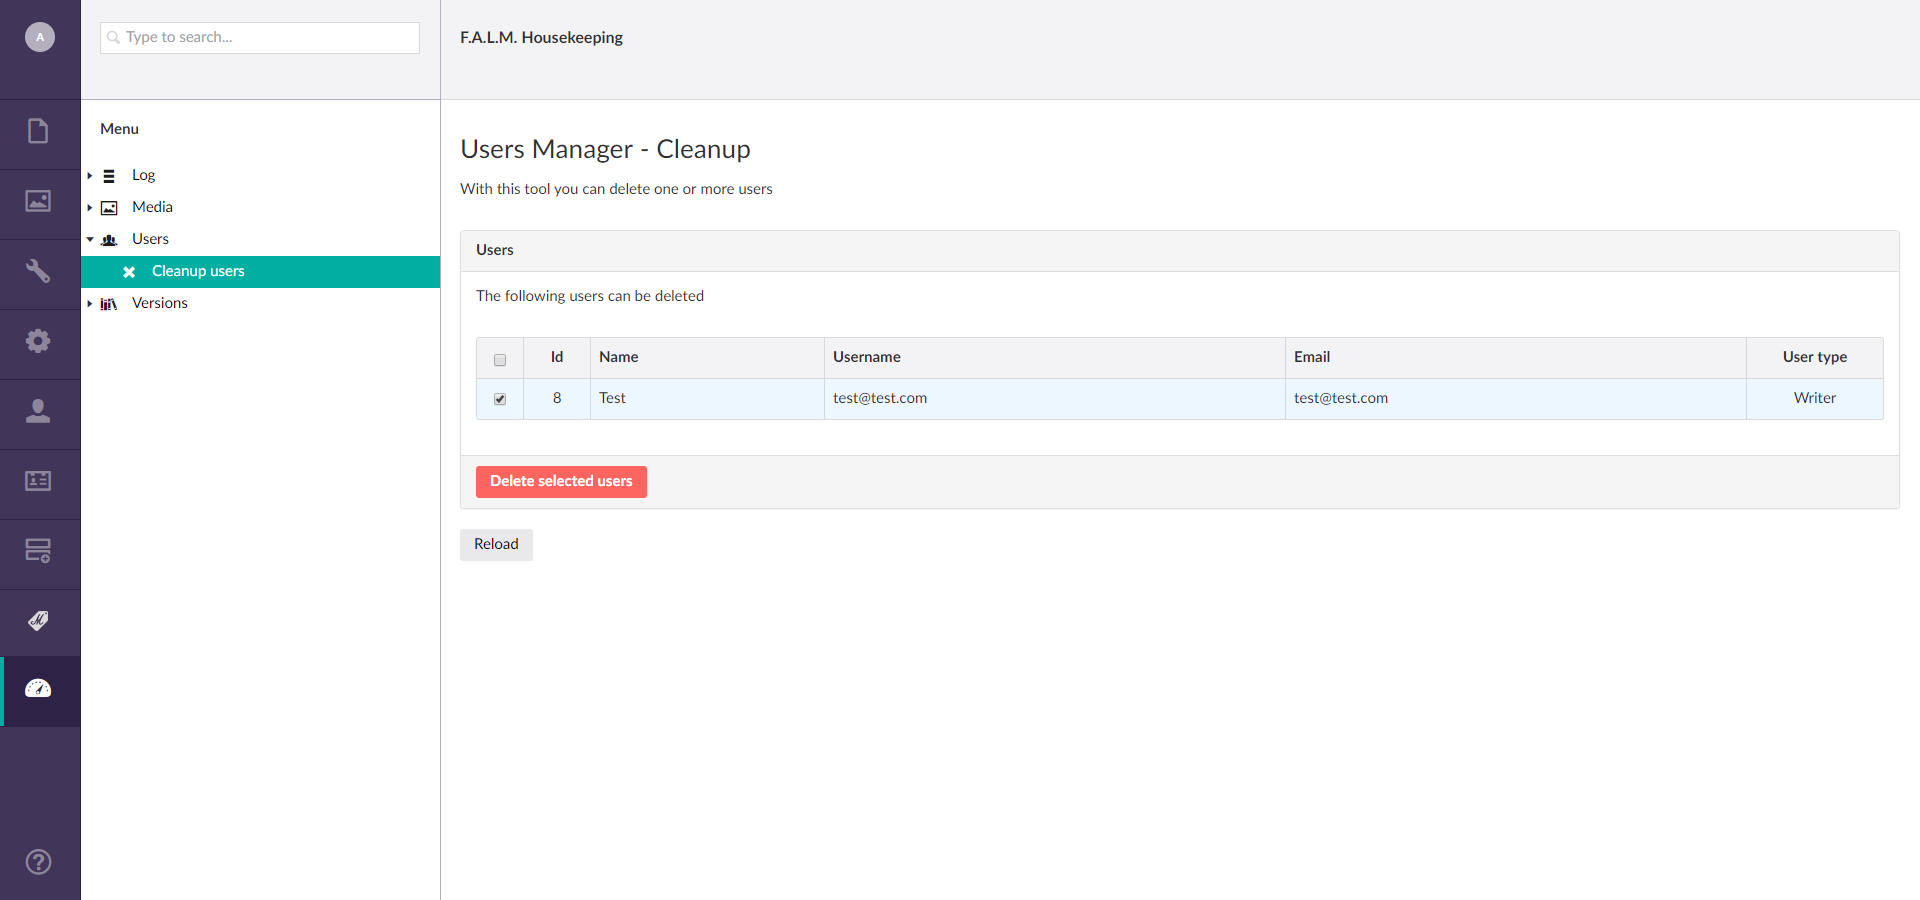 A
Type to search...
F.A.L.M. Housekeeping
Menu
Log
Media
Users
Cleanup users
Versions
Users Manager - Cleanup
With this tool you can delete one or more users
Users
The following users can be deleted
Id Name Username Email User type
8 Test test@test.com test@test.com Writer
Delete selected users
Reload